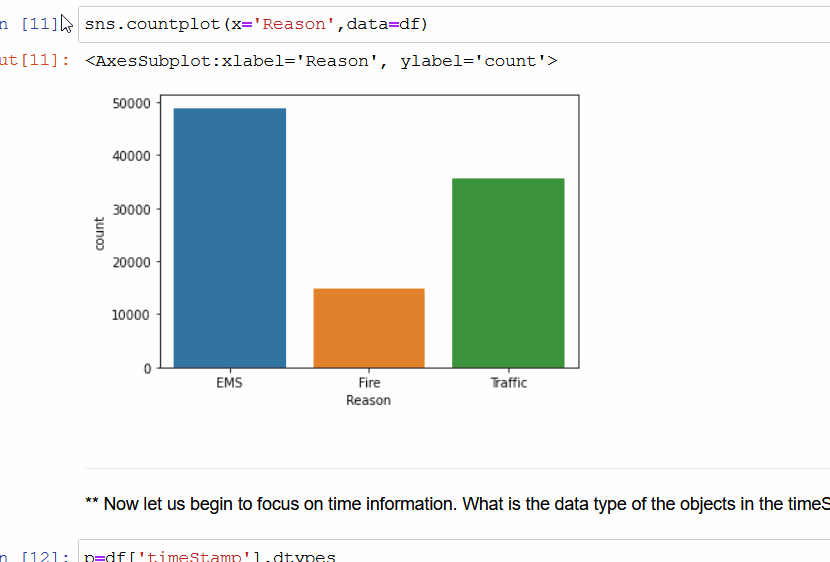 n [11]: sns.countplot(x='Reason',data=df)
ut[11]: <AxesSubplot:xlabel='Reason', ylabel='count'>
50000
40000
30000
20000
10000
0
count
EMS Fire Traffic
Reason
** Now let us begin to focus on time information. What is the data type of the objects in the timeS
n [12]: p=df['timeStamp'].dtypes